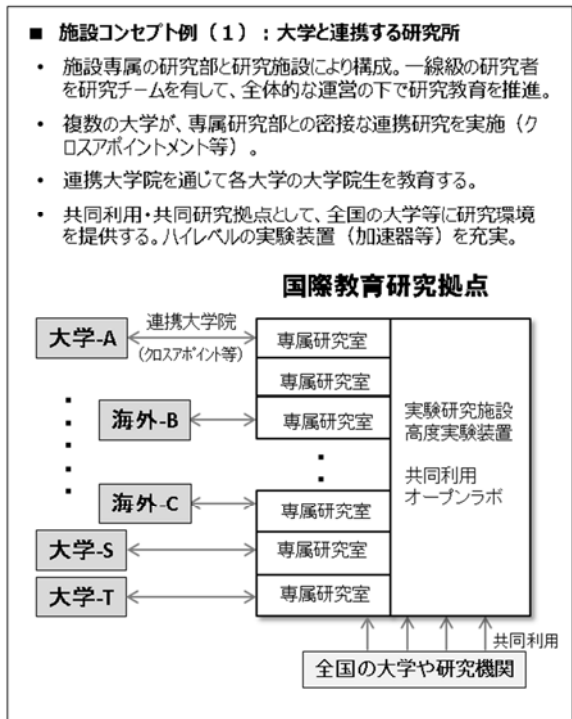 ■ 施設コンセプト例（1）：大学と連携する研究所
• 施設専属の研究部と研究施設により構成。一線級の研究者
を研究チームを有して、全体的な運営の下で研究教育を推進。
• 複数の大学が、専属研究部との密接な連携研究を実施（ク
ロスアポイントメント等）。
• 連携大学院を通じて各大学の大学院生を教育する。
• 共同利用・共同研究拠点として、全国の大学等に研究環境
を提供する。ハイレベルの実験装置（加速器等）を充実。
国際教育研究拠点
大学-A
連携大学院
（クロスアポイント等）
専属研究室
専属研究室
海外-B
専属研究室
実験研究施設
高度実験装置
共同利用
オープンラボ
海外-C
専属研究室
大学-S
専属研究室
大学-T
専属研究室
共同利用
全国の大学や研究機関